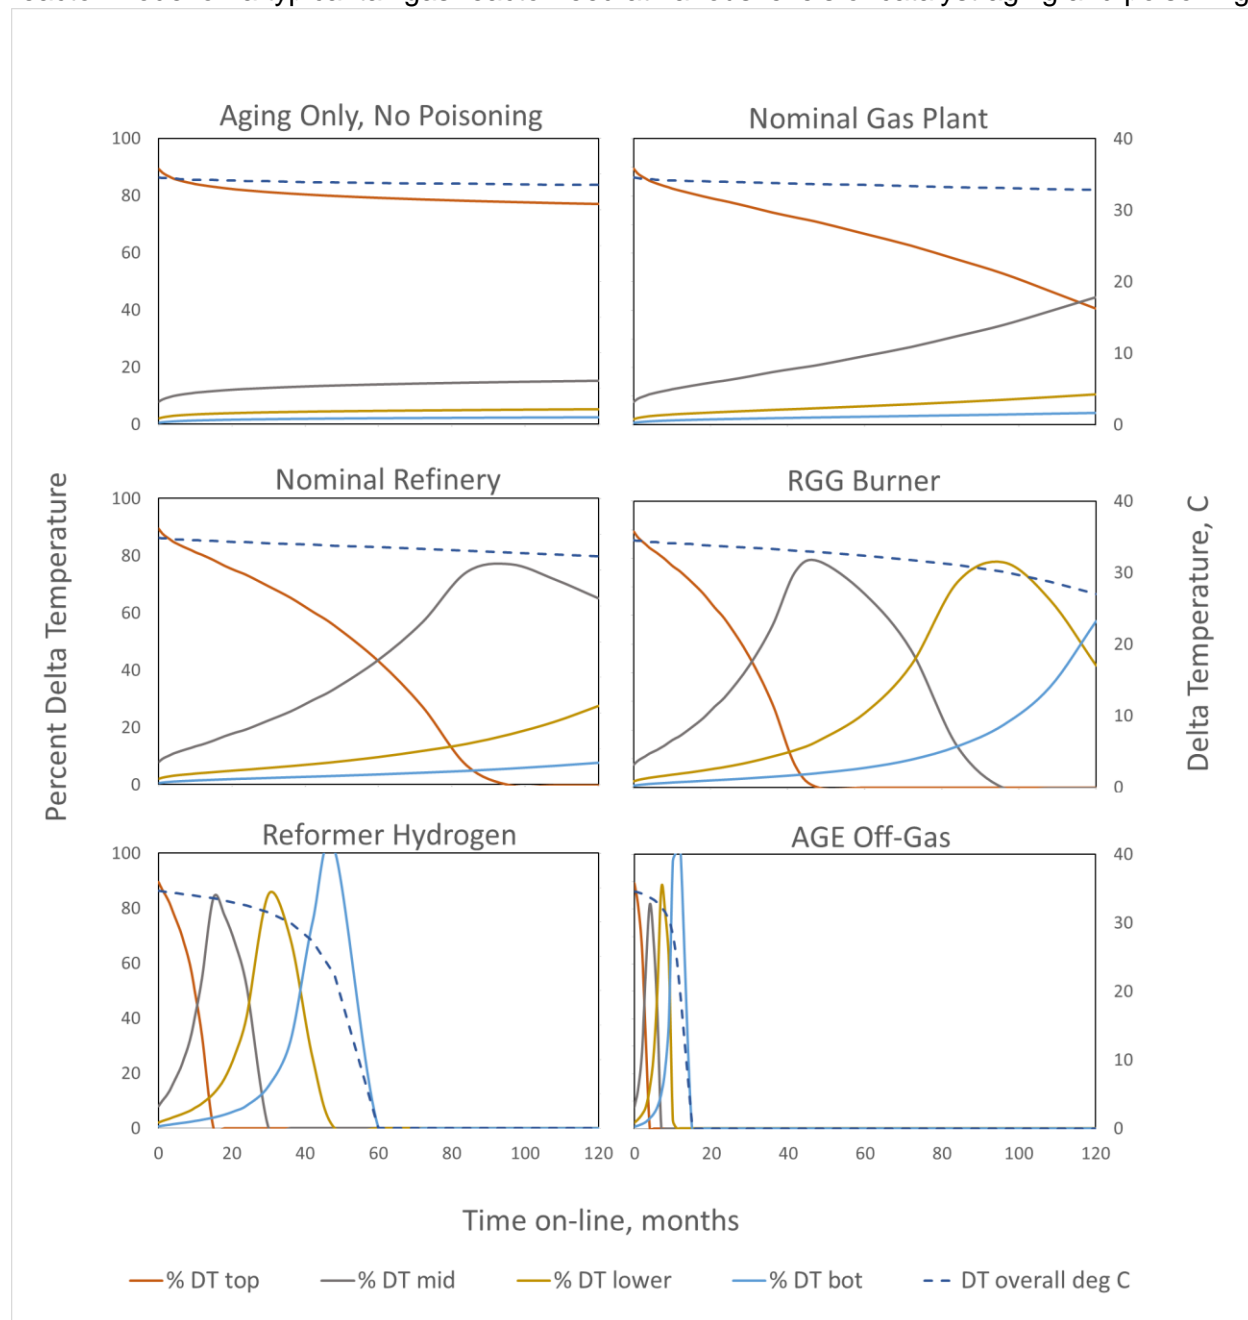 Aging Only, No Poisoning
Nominal Gas Plant
100
80
60
40
20
0
40
30
20
10
0
Nominal Refinery
RGG Burner
100
80
60
40
20
0
40
30
20
10
0
Percent Delta Temperature
Delta Temperature, C
Reformer Hydrogen
AGE Off-Gas
100
80
60
40
20
0
40
30
20
10
0
0 20 40 60 80 100 120
0 20 40 60 80 100 120
Time on-line, months
% DT top % DT mid % DT lower % DT bot DT overall deg C